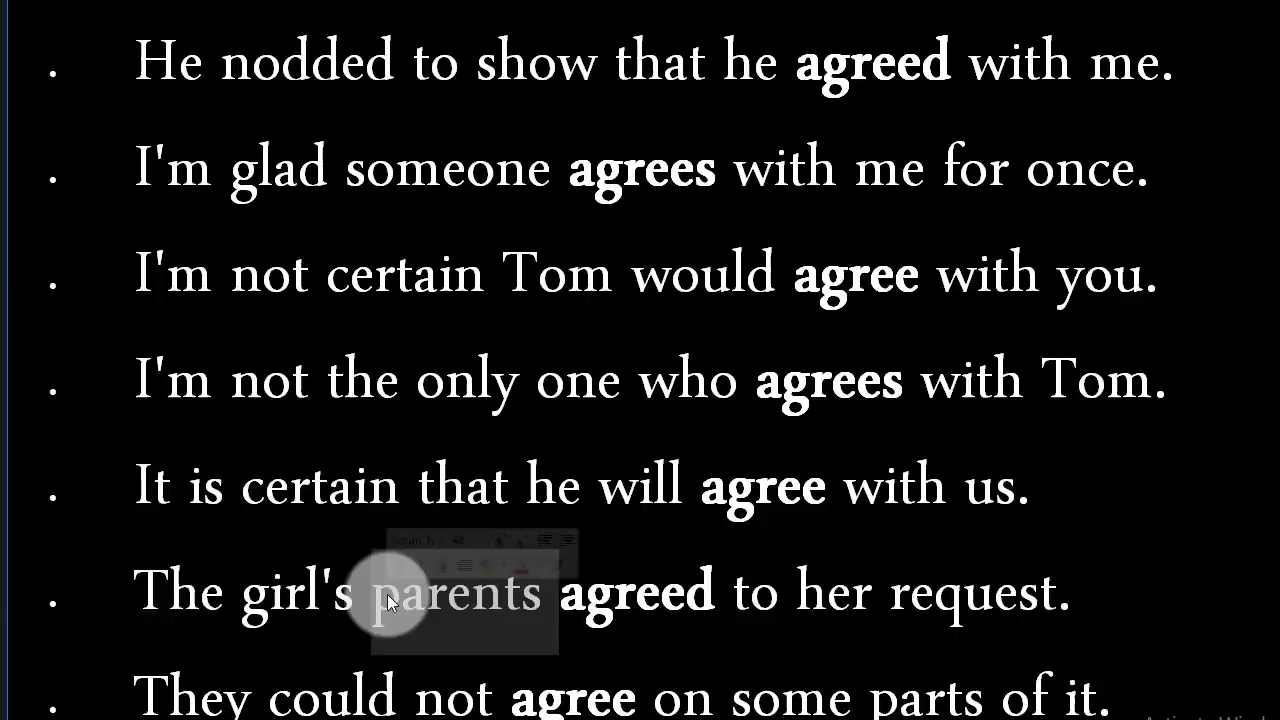 . He nodded to show that he agreed with me.
. I'm glad someone agrees with me for once.
. I'm not certain Tom would agree with you.
. I'm not the only one who agrees with Tom.
. It is certain that he will agree with us.
40
. The girl's parents agreed to her request.
. They could not agree on some parts of it.